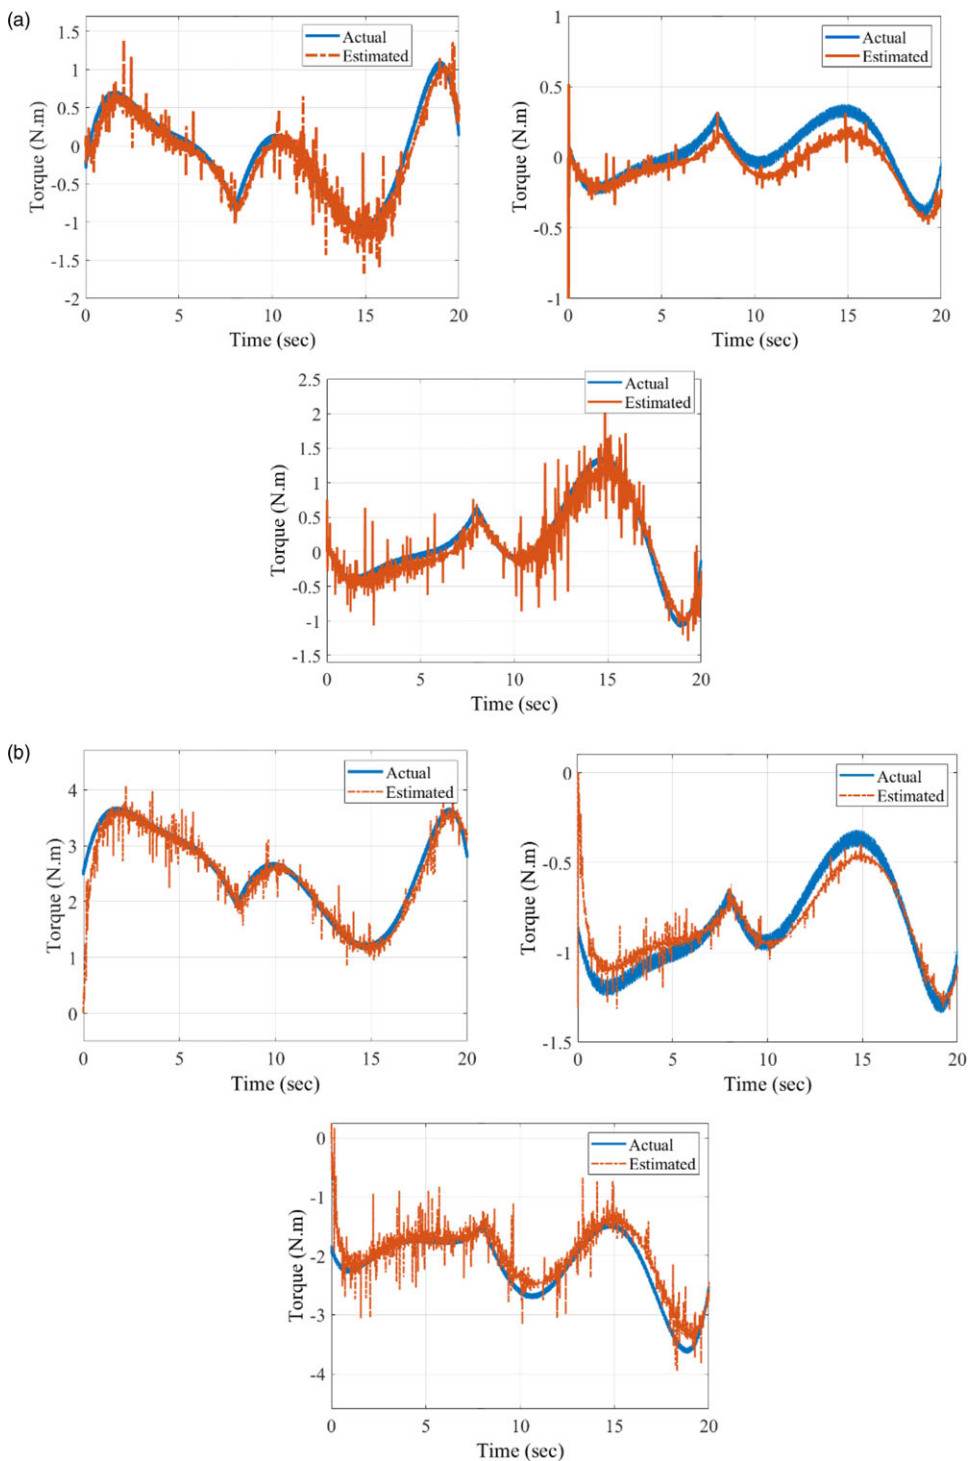 (a)
Actual
Estimated
1.5
1
0.5
0
-0.5
-1
-1.5
-2
Torque (N.m)
0 5 10 15 20
Time (sec)
Actual
Estimated
1
0.5
0
-0.5
-1
Torque (N.m)
0 5 10 15 20
Time (sec)
Actual
Estimated
2.5
2
1.5
1
0.5
0
-0.5
-1
-1.5
Torque (N.m)
0 5 10 15 20
Time (sec)
(b)
Actual
Estimated
4
3
2
1
0
Torque (N.m)
0 5 10 15 20
Time (sec)
Actual
Estimated
0
-0.5
-1
-1.5
Torque (N.m)
0 5 10 15 20
Time (sec)
Actual
Estimated
0
-1
-2
-3
-4
Torque (N.m)
0 5 10 15 20
Time (sec)